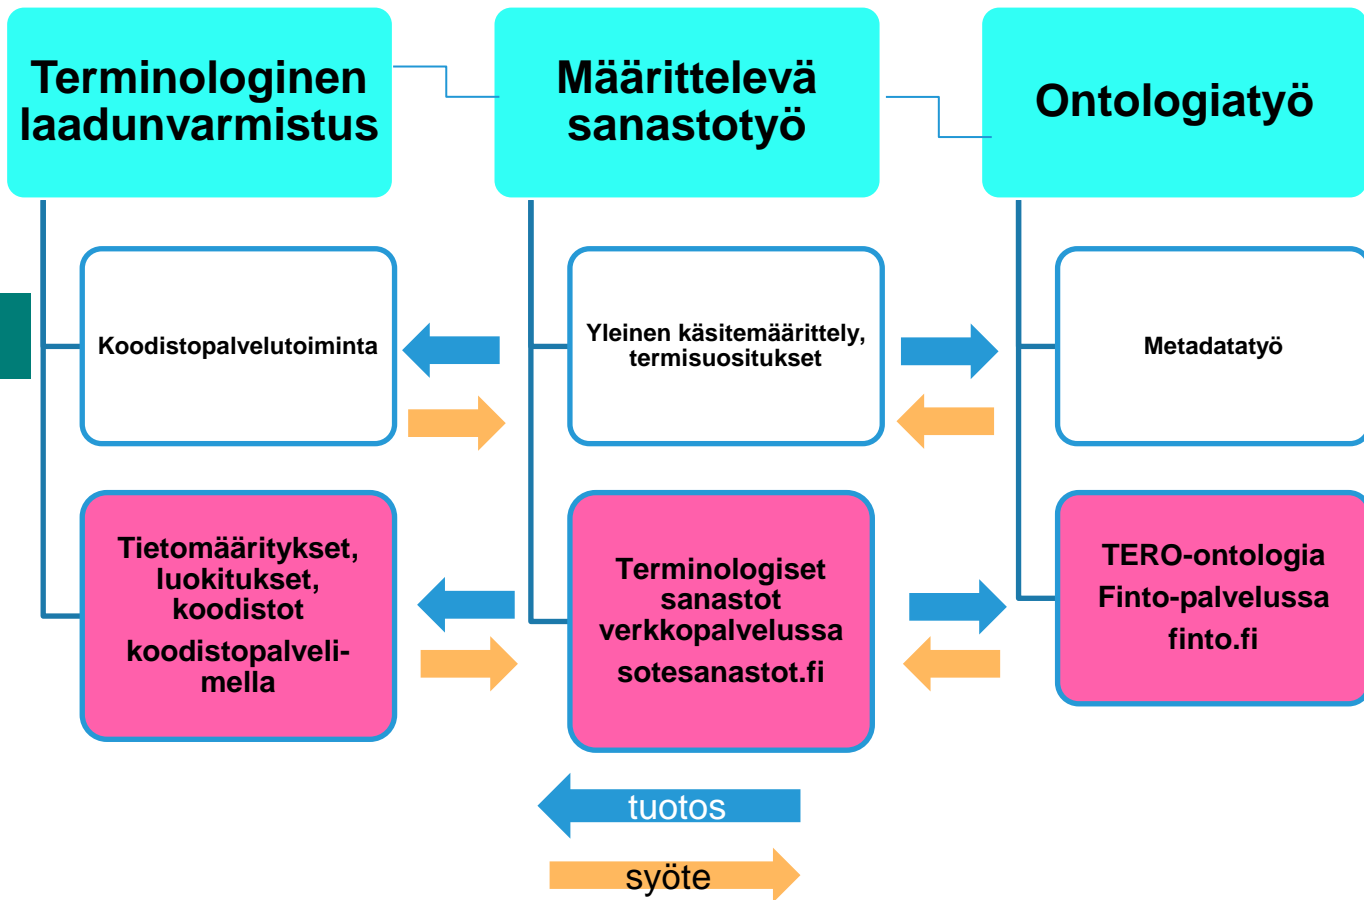 Terminologinen
laadunvarmistus
Määrittelevä
sanastotyö
Ontologiatyö
Koodistopalvelutoiminta
Yleinen käsitemäärittely,
termisuositukset
Metadatatyö
Tietomääritykset,
luokitukset,
koodistot
koodistopalveli-
mella
Terminologiset
sanastot
verkkopalvelussa
sotesanastot.fi
TERO-ontologia
Finto-palvelussa
finto.fi
tuotos
syöte